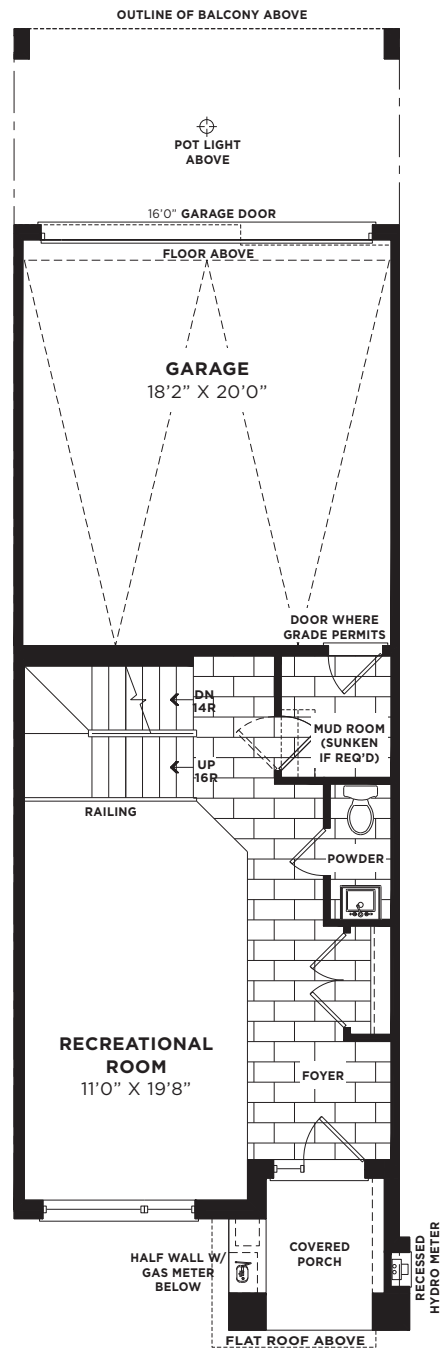 OUTLINE OF BALCONY ABOVE
POT LIGHT
ABOVE
16'0" GARAGE DOOR
FLOOR ABOVE
GARAGE
18'2" X 20'0"
DOOR WHERE
GRADE PERMITS
DN
14R
MUD ROOM
(SUNKEN
IF REQ'D)
UP
16R
RAILING
POWDER
RECREATIONAL
ROOM
11'0" X 19'8"
FOYER
HALF WALL W/
GAS METER
BELOW
COVERED
PORCH
RECESSED
HYDRO METER
FLAT ROOF ABOVE